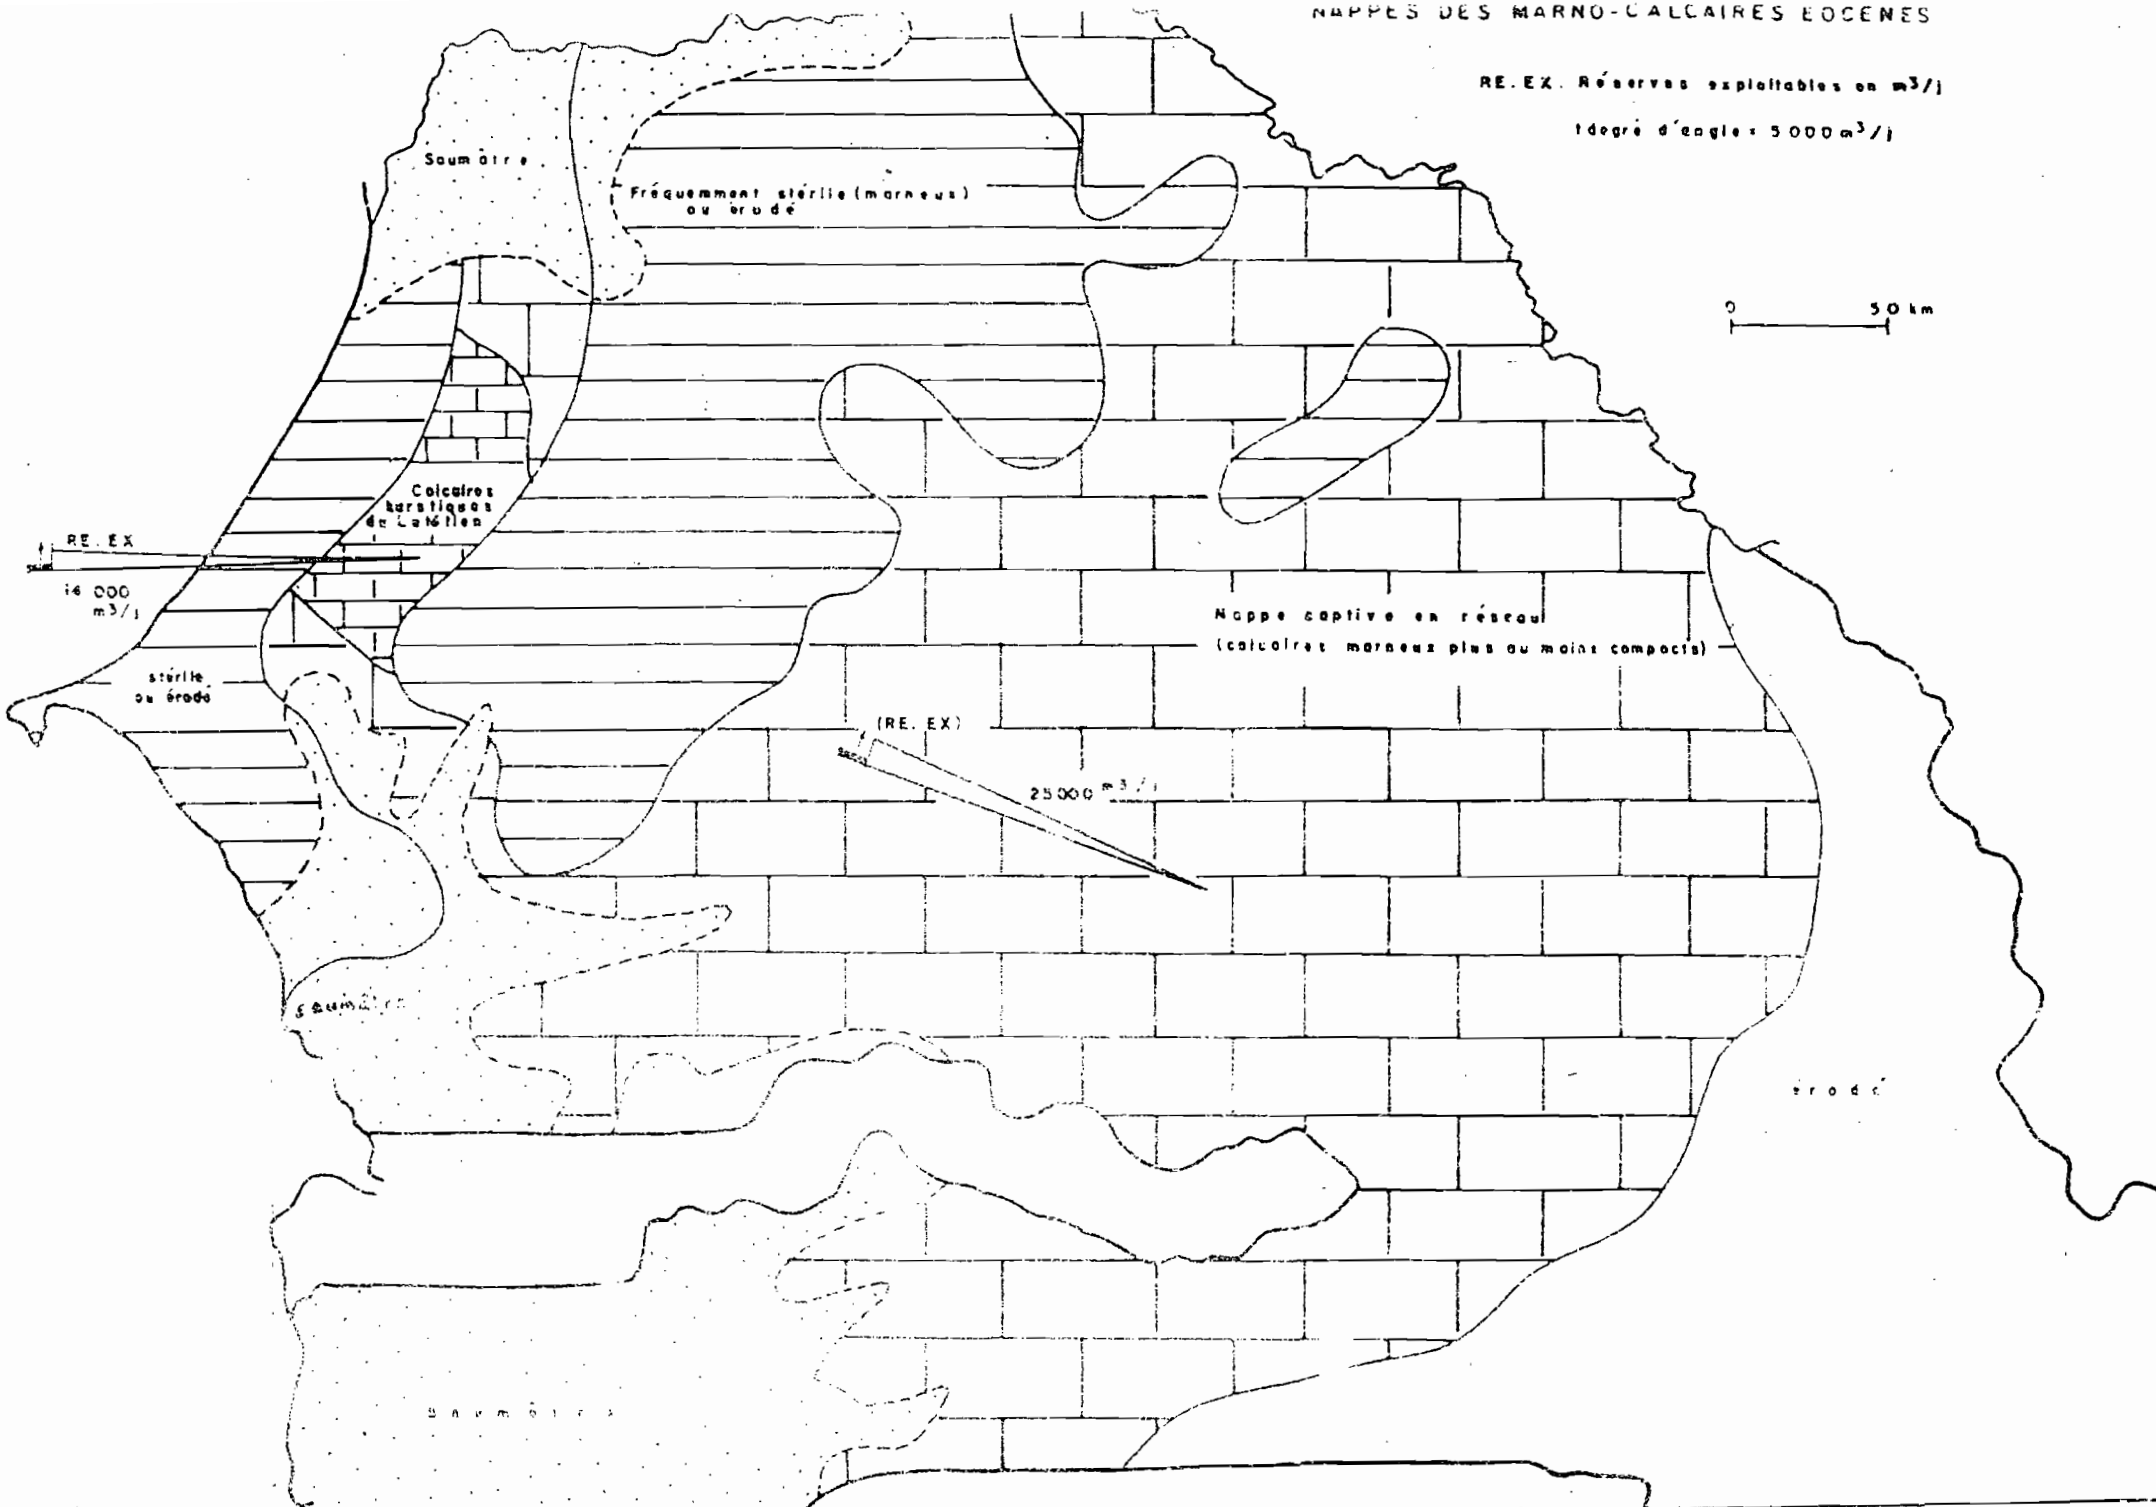 NAPPES DES MARNO-CALCAIRES EOCENES
RE.EX. Réserves exploitables en m³/j
1degré d'angle = 5000 m³/j
Saumâtre
Fréquemment stérile (marneux)
ou érodé
0 50 km
Calcaires
karstiques
du Lutétien
RE.EX
m³/j
Nappe captive en réseau
(calcaires marneux plus ou moins compacts)
stérile
ou érodé
(RE.EX)
25000 m³/j
Saumâtre
érodé
Saumâtre